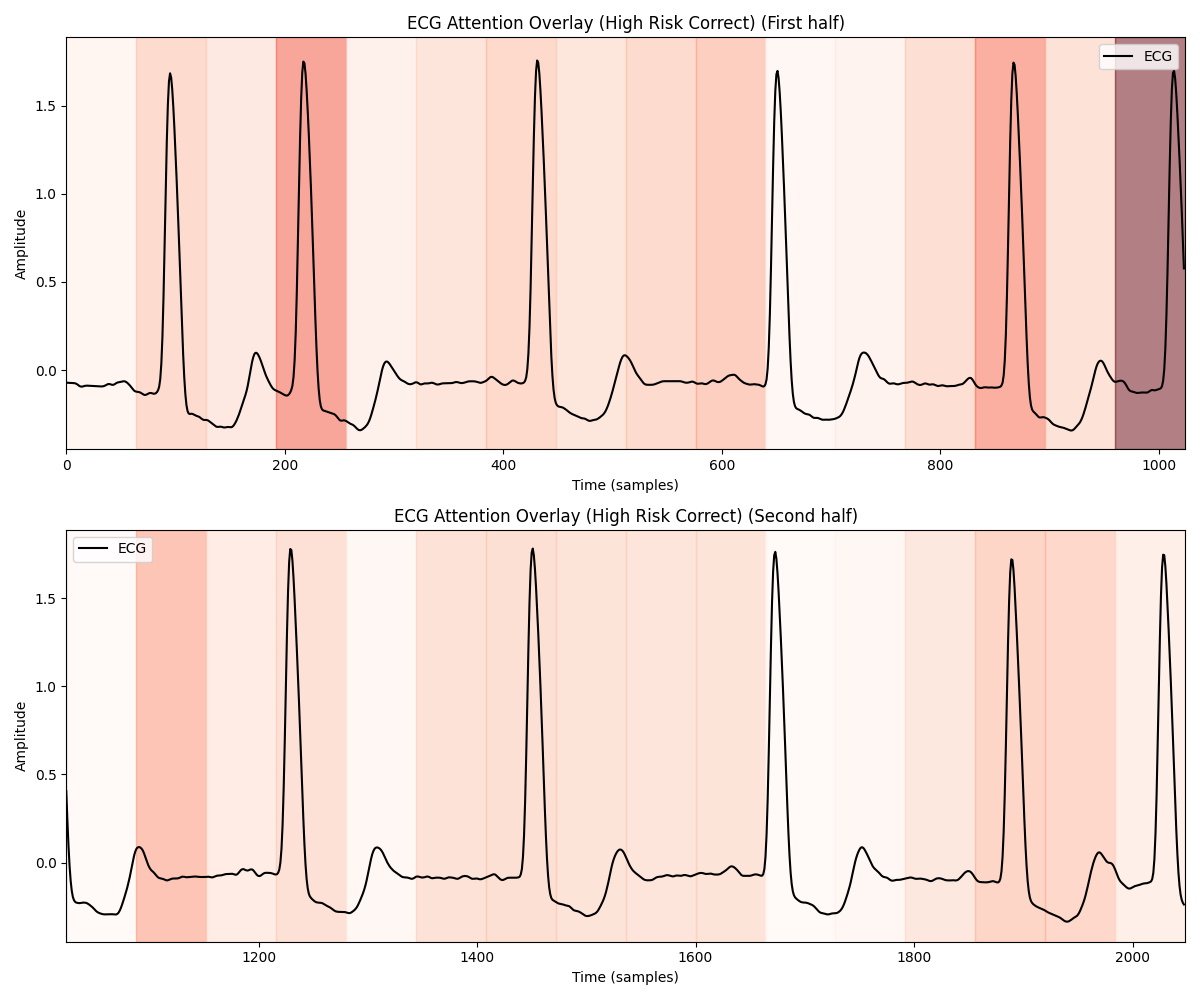 ECG Attention Overlay (High Risk Correct) (First half)
ECG
Amplitude
1.5
1.0
0.5
0.0
0 200 400 600 800 1000
Time (samples)
ECG Attention Overlay (High Risk Correct) (Second half)
ECG
Amplitude
1.5
1.0
0.5
0.0
1200 1400 1600 1800 2000
Time (samples)